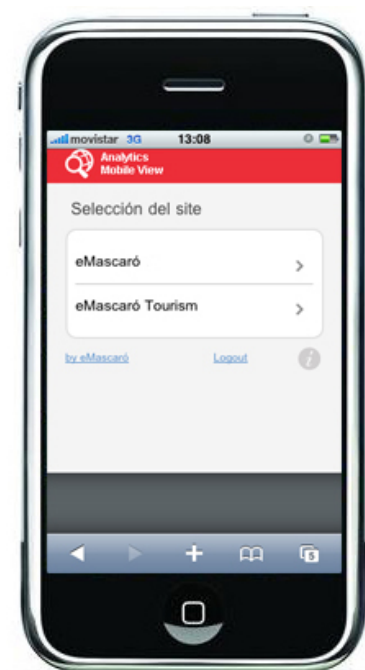 movistar 3G 13:08
Analytics
Mobile View
Selección del site
eMascaró
eMascaró Tourism
by eMascaró Logout i
5